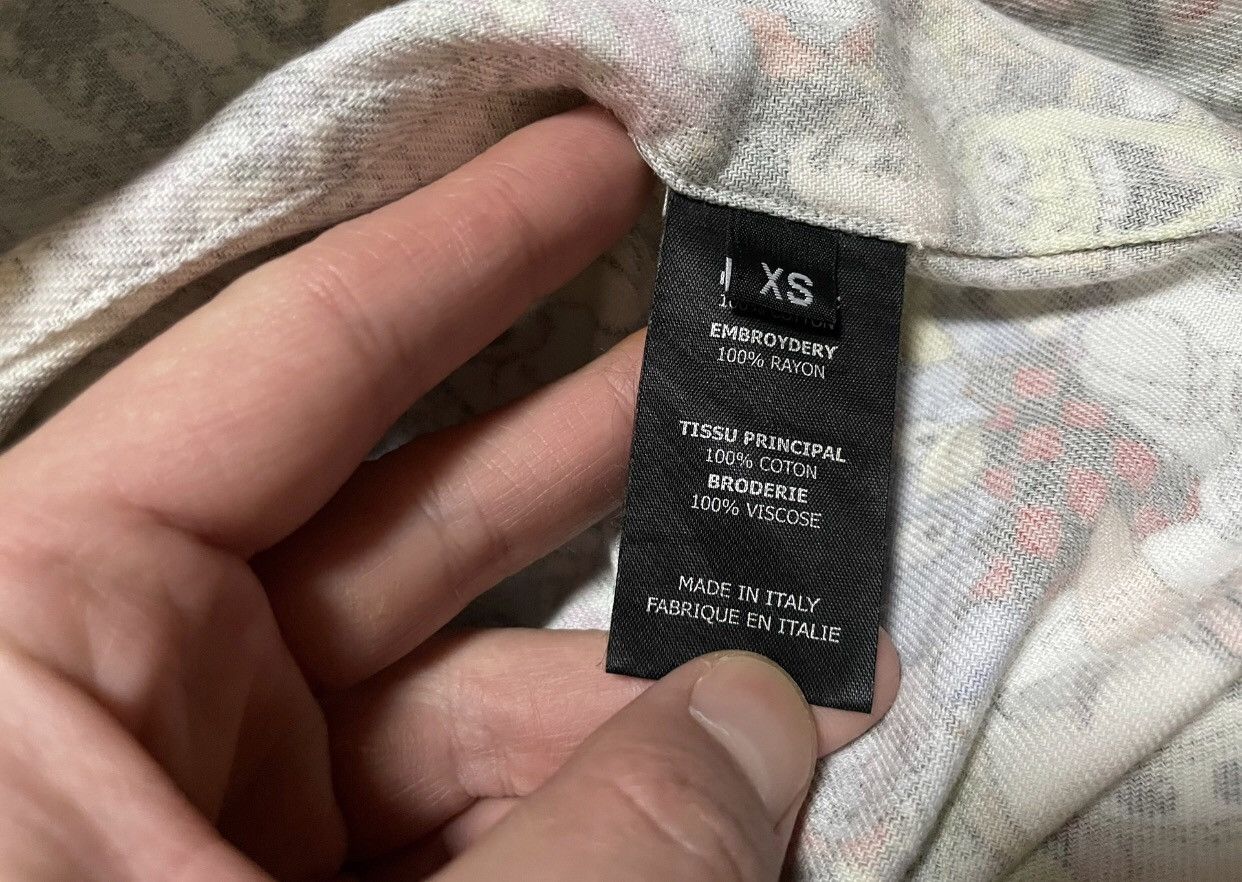 XS
EMBROYDERY
100% RAYON
TISSU PRINCIPAL
100% COTON
BRODERIE
100% VISCOSE
MADE IN ITALY
FABRIQUE EN ITALIE